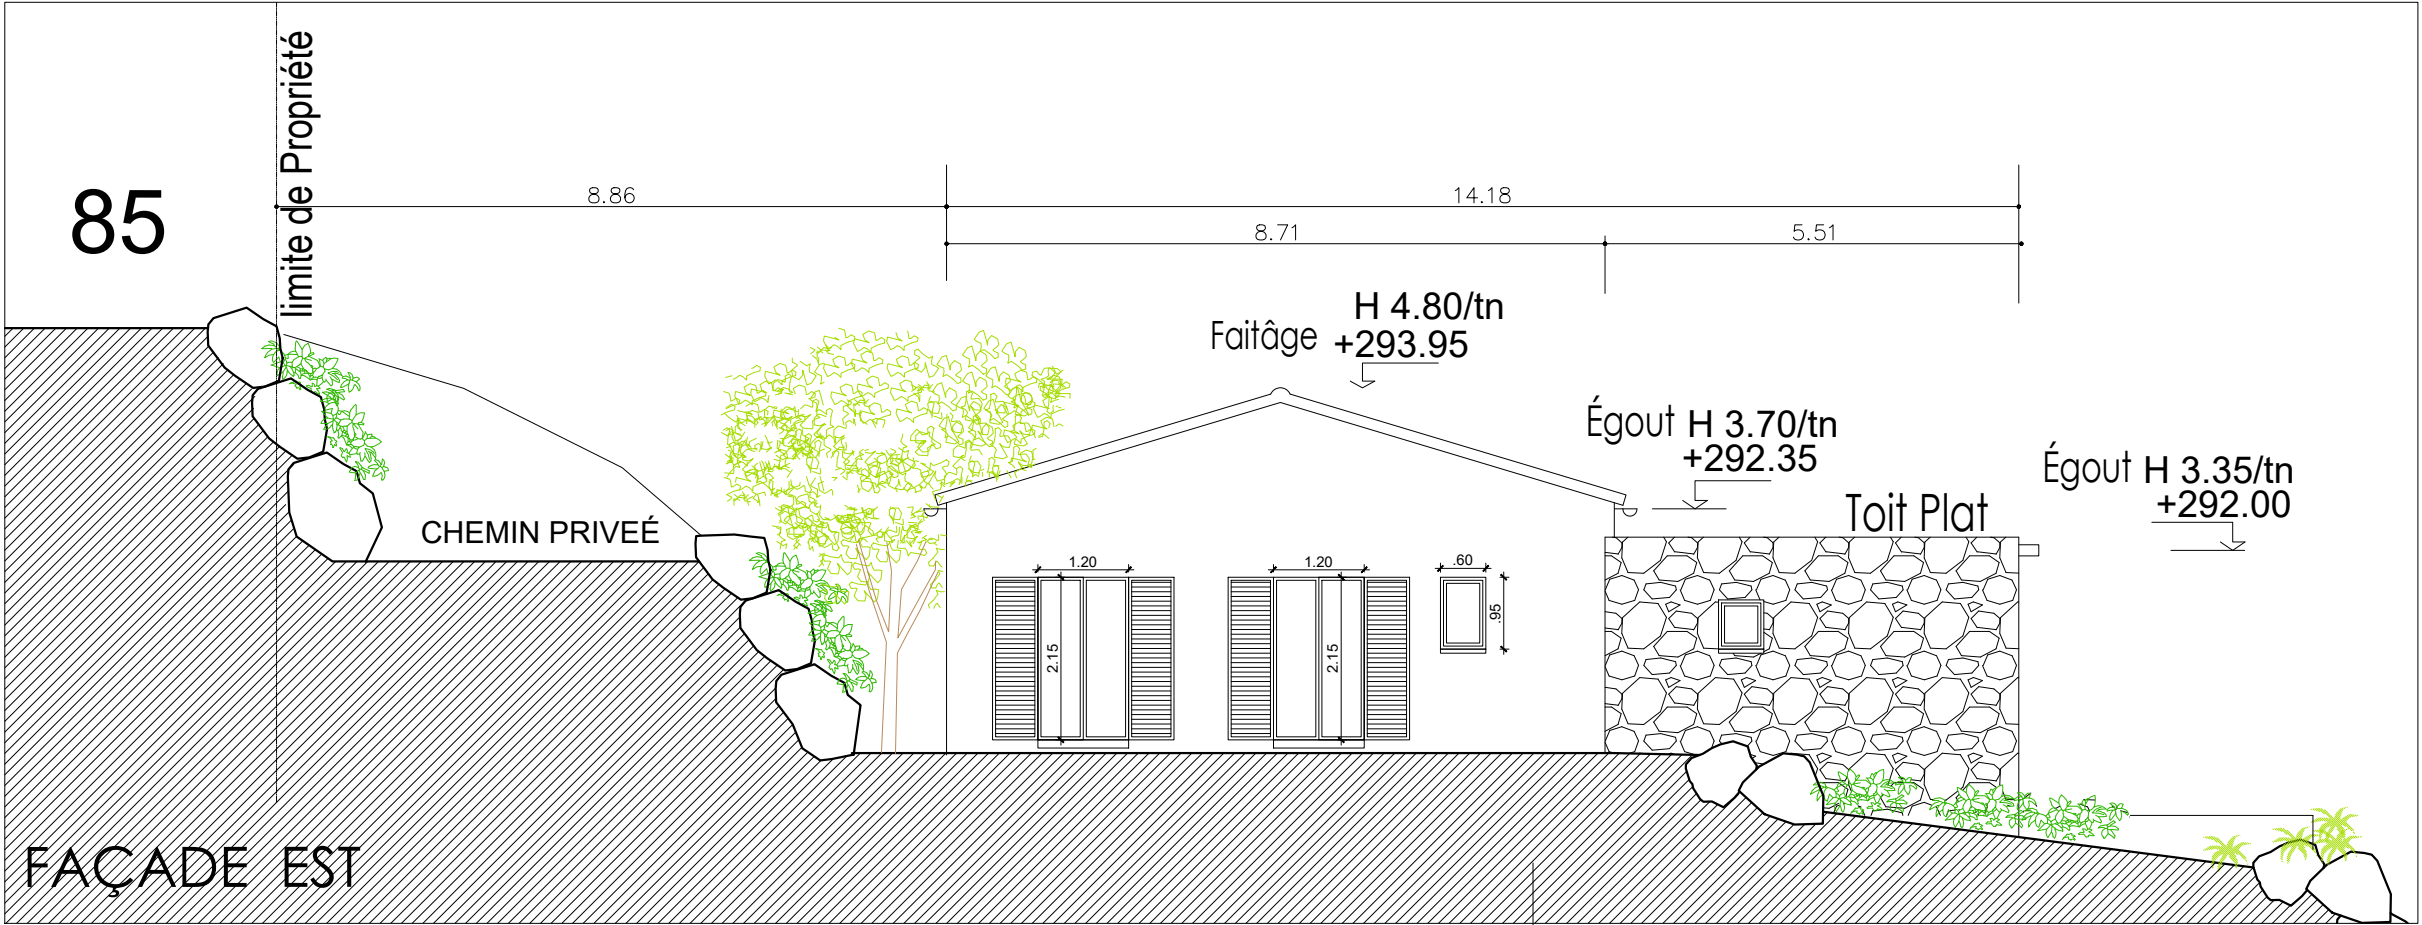 limite de Propriété
85
8.86
14.18
8.71
5.51
H 4.80/tn
Faitâge +293.95
Égout H 3.70/tn
+292.35
Égout H 3.35/tn
+292.00
Toit Plat
CHEMIN PRIVEÉ
1.20
1.20
.60
.95
2.15
2.15
FAÇADE EST